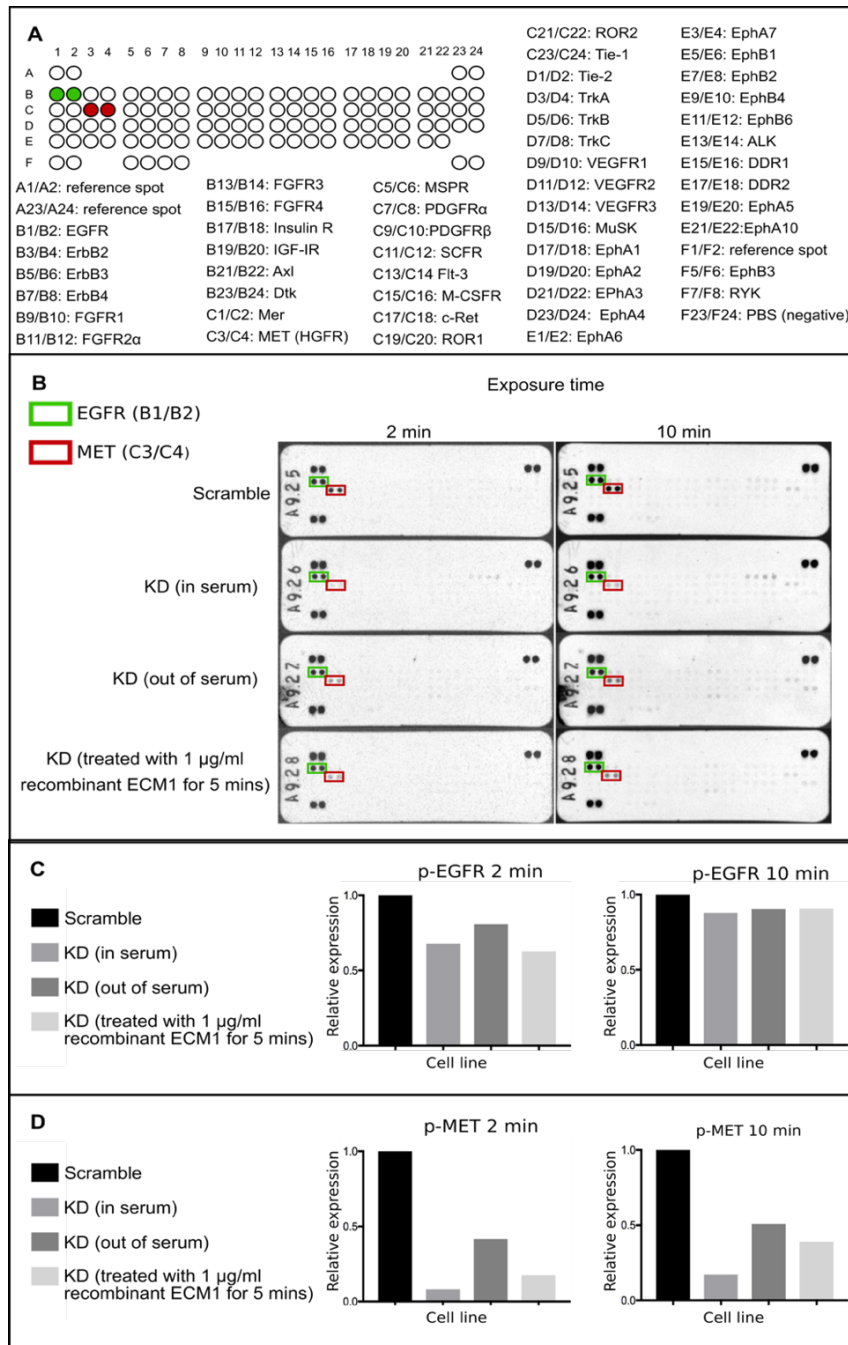 A
1 2 3 4 5 6 7 8 9 10 11 12 13 14 15 16 17 18 19 20 21 22 23 24
A
B
C
D
E
F
A1/A2: reference spot
A23/A24: reference spot
B1/B2: EGFR
B3/B4: ErbB2
B5/B6: ErbB3
B7/B8: ErbB4
B9/B10: FGFR1
B11/B12: FGFR2α
B13/B14: FGFR3
B15/B16: FGFR4
B17/B18: Insulin R
B19/B20: IGF-IR
B21/B22: Axl
B23/B24: Dtk
C1/C2: Mer
C3/C4: MET (HGFR)
C5/C6: MSPR
C7/C8: PDGFRα
C9/C10:PDGFRβ
C11/C12: SCFR
C13/C14 Flt-3
C15/C16: M-CSFR
C17/C18: c-Ret
C19/C20: ROR1
C21/C22: ROR2
C23/C24: Tie-1
D1/D2: Tie-2
D3/D4: TrkA
D5/D6: TrkB
D7/D8: TrkC
D9/D10: VEGFR1
D11/D12: VEGFR2
D13/D14: VEGFR3
D15/D16: MuSK
D17/D18: EphA1
D19/D20: EphA2
D21/D22: EPhA3
D23/D24: EphA4
E1/E2: EphA6
E3/E4: EphA7
E5/E6: EphB1
E7/E8: EphB2
E9/E10: EphB4
E11/E12: EphB6
E13/E14: ALK
E15/E16: DDR1
E17/E18: DDR2
E19/E20: EphA5
E21/E22:EphA10
F1/F2: reference spot
F5/F6: EphB3
F7/F8: RYK
F23/F24: PBS (negative)
B
EGFR (B1/B2)
MET (C3/C4)
Exposure time
2 min 10 min
Scramble
A9.25 A9.25
KD (in serum)
A9.26 A9.26
KD (out of serum)
A9.27 A9.27
KD (treated with 1 µg/ml
recombinant ECM1 for 5 mins)
A9.28 A9.28
C
Scramble
KD (in serum)
KD (out of serum)
KD (treated with 1 µg/ml
recombinant ECM1 for 5 mins)
p-EGFR 2 min
Relative expression
1.0
0.5
0.0
Cell line
p-EGFR 10 min
Relative expression
1.0
0.5
0.0
Cell line
D
Scramble
KD (in serum)
KD (out of serum)
KD (treated with 1 µg/ml
recombinant ECM1 for 5 mins)
p-MET 2 min
Relative expression
1.0
0.5
0.0
Cell line
p-MET 10 min
Relative expression
1.0
0.5
0.0
Cell line